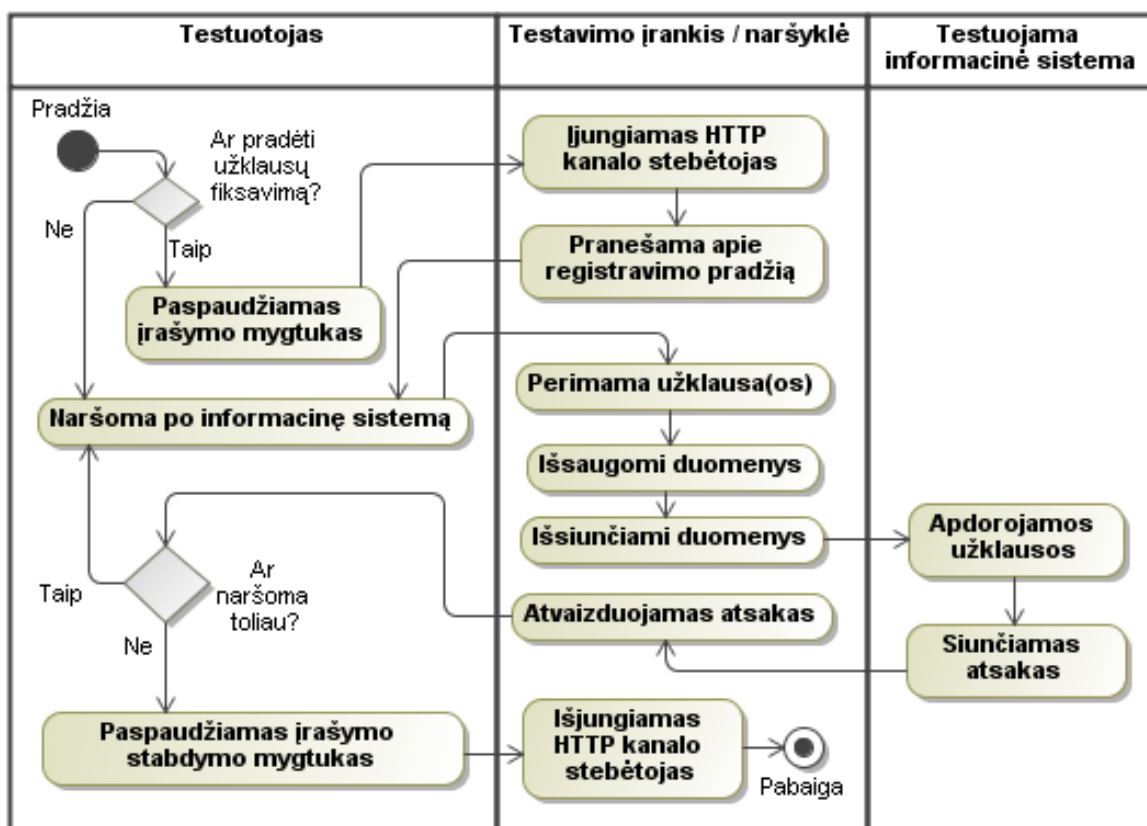 Testuotojas
Testavimo įrankis / naršyklė
Testuojama
informacinė sistema
Pradžia
Ar pradėti
užklausų
fiksavimą?
Ne
Taip
Paspaudžiamas
įrašymo mygtukas
Įjungiamas HTTP
kanalo stebėtojas
Pranešama apie
registravimo pradžią
Naršoma po informacinę sistemą
Perimama užklausa(os)
Išsaugomi duomenys
Išsiunčiami duomenys
Apdorojamos
užklausos
Siunčiamas
atsakas
Atvaizduojamas atsakas
Ar
naršoma
toliau?
Taip
Ne
Paspaudžiamas įrašymo
stabdymo mygtukas
Išjungiamas
HTTP kanalo
stebėtojas
Pabaiga